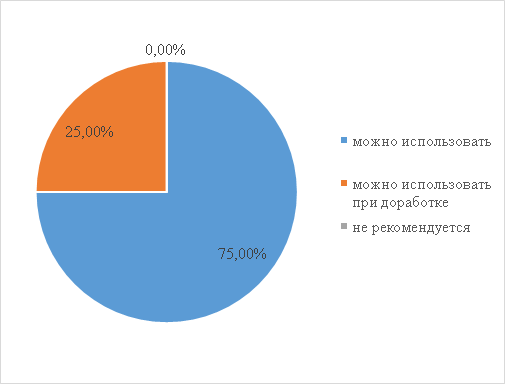 0,00%
25,00%
75,00%
можно использовать
можно использовать
при доработке
не рекомендуется